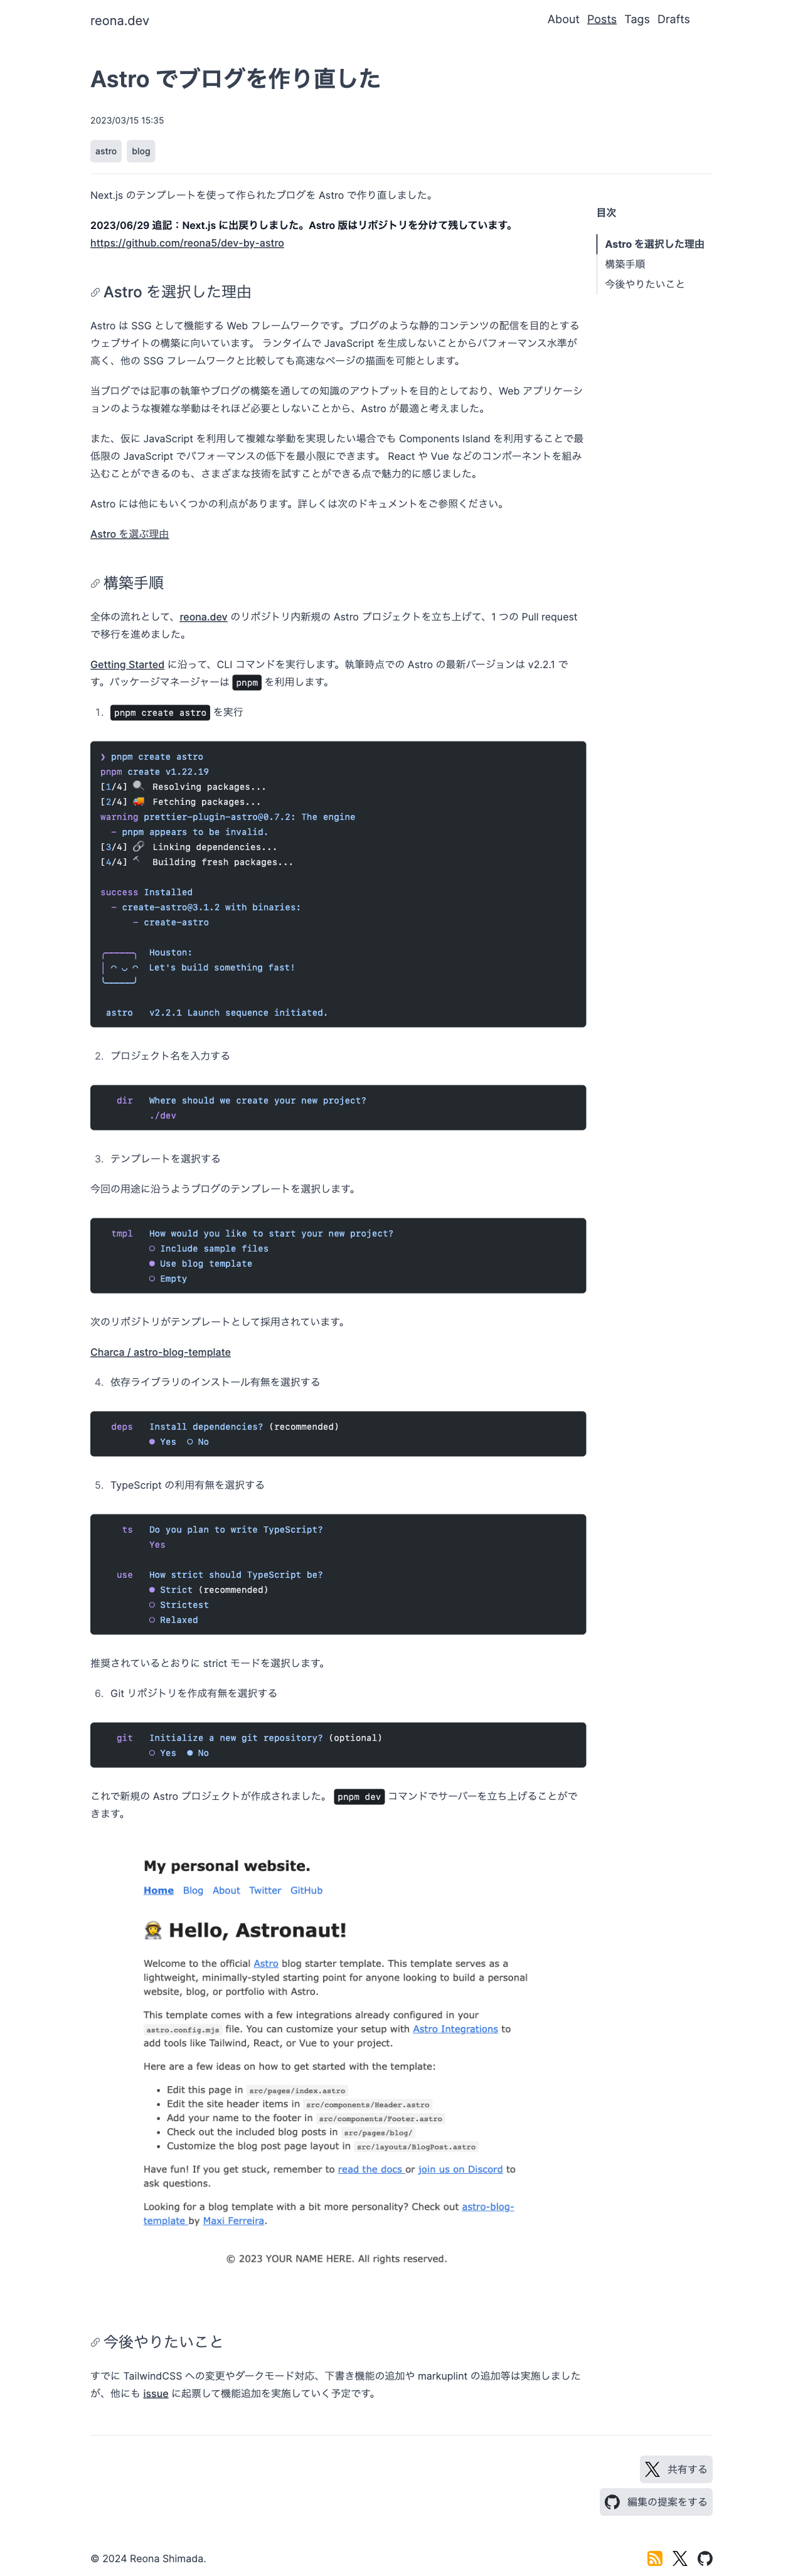 reona.dev
About Posts Tags Drafts
Astro でブログを作り直した
2023/03/15 15:35
astro blog
Next.js のテンプレートを使って作られたブログを Astro で作り直しました。
2023/06/29 追記：Next.js に出戻りしました。Astro 版はリポジトリを分けて残しています。
https://github.com/reona5/dev-by-astro
目次
Astro を選択した理由
構築手順
今後やりたいこと
Astro を選択した理由
Astro は SSG として機能する Web フレームワークです。ブログのような静的コンテンツの配信を目的とする
ウェブサイトの構築に向いています。 ランタイムで JavaScript を生成しないことからパフォーマンス水準が
高く、他の SSG フレームワークと比較しても高速なページの描画を可能とします。
当ブログでは記事の執筆やブログの構築を通しての知識のアウトプットを目的としており、Web アプリケーシ
ョンのような複雑な挙動はそれほど必要としないことから、Astro が最適と考えました。
また、仮に JavaScript を利用して複雑な挙動を実現したい場合でも Components Island を利用することで最
低限の JavaScript でパフォーマンスの低下を最小限にできます。 React や Vue などのコンポーネントを組み
込むことができるのも、さまざまな技術を試すことができる点で魅力的に感じました。
Astro には他にもいくつかの利点があります。詳しくは次のドキュメントをご参照ください。
Astro を選ぶ理由
構築手順
全体の流れとして、reona.dev のリポジトリ内新規の Astro プロジェクトを立ち上げて、1 つの Pull request
で移行を進めました。
Getting Started に沿って、CLI コマンドを実行します。執筆時点での Astro の最新バージョンは v2.2.1 で
す。パッケージマネージャーは pnpm を利用します。
1. pnpm create astro を実行
❯ pnpm create astro
pnpm create v1.22.19
[1/4] 🔍 Resolving packages...
[2/4] 🚚 Fetching packages...
warning prettier-plugin-astro@0.7.2: The engine
- pnpm appears to be invalid.
[3/4] 🔗 Linking dependencies...
[4/4] 🔨 Building fresh packages...
success Installed
- create-astro@3.1.2 with binaries:
- create-astro
╭─────╮ Houston:
│ ◠ ◡ ◠ Let's build something fast!
╰─────╯
astro v2.2.1 Launch sequence initiated.
2. プロジェクト名を入力する
dir Where should we create your new project?
./dev
3. テンプレートを選択する
今回の用途に沿うようブログのテンプレートを選択します。
tmpl How would you like to start your new project?
○ Include sample files
● Use blog template
○ Empty
次のリポジトリがテンプレートとして採用されています。
Charca / astro-blog-template
4. 依存ライブラリのインストール有無を選択する
deps Install dependencies? (recommended)
● Yes ○ No
5. TypeScript の利用有無を選択する
ts Do you plan to write TypeScript?
Yes
use How strict should TypeScript be?
● Strict (recommended)
○ Strictest
○ Relaxed
推奨されているとおりに strict モードを選択します。
6. Git リポジトリを作成有無を選択する
git Initialize a new git repository? (optional)
○ Yes ● No
これで新規の Astro プロジェクトが作成されました。 pnpm dev コマンドでサーバーを立ち上げることがで
きます。
My personal website.
Home Blog About Twitter GitHub
🧑‍🚀 Hello, Astronaut!
Welcome to the official Astro blog starter template. This template serves as a
lightweight, minimally-styled starting point for anyone looking to build a personal
website, blog, or portfolio with Astro.
This template comes with a few integrations already configured in your
astro.config.mjs file. You can customize your setup with Astro Integrations to
add tools like Tailwind, React, or Vue to your project.
Here are a few ideas on how to get started with the template:
• Edit this page in src/pages/index.astro
• Edit the site header items in src/components/Header.astro
• Add your name to the footer in src/components/Footer.astro
• Check out the included blog posts in src/pages/blog/
• Customize the blog post page layout in src/layouts/BlogPost.astro
Have fun! If you get stuck, remember to read the docs or join us on Discord to
ask questions.
Looking for a blog template with a bit more personality? Check out astro-blog-
template by Maxi Ferreira.
© 2023 YOUR NAME HERE. All rights reserved.
今後やりたいこと
すでに TailwindCSS への変更やダークモード対応、下書き機能の追加や markuplint の追加等は実施しました
が、他にも issue に起票して機能追加を実施していく予定です。
共有する
編集の提案をする
© 2024 Reona Shimada.